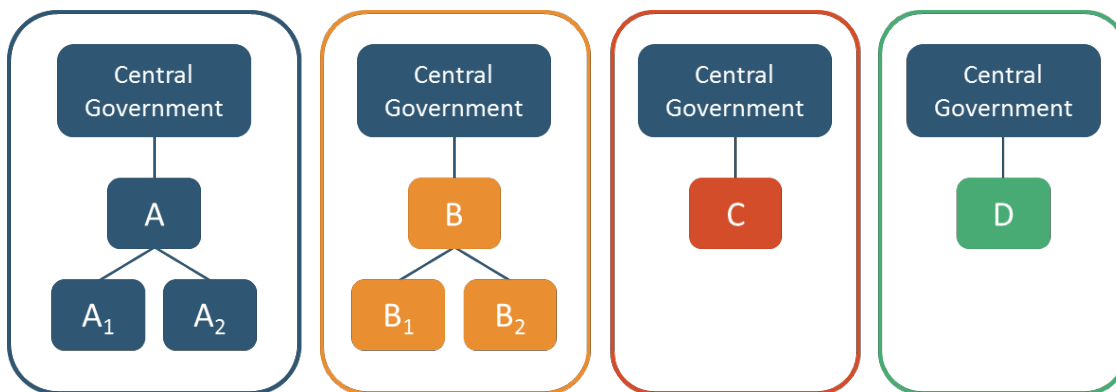 Central
Government
A
A₁
A₂
Central
Government
B
B₁
B₂
Central
Government
C
Central
Government
D